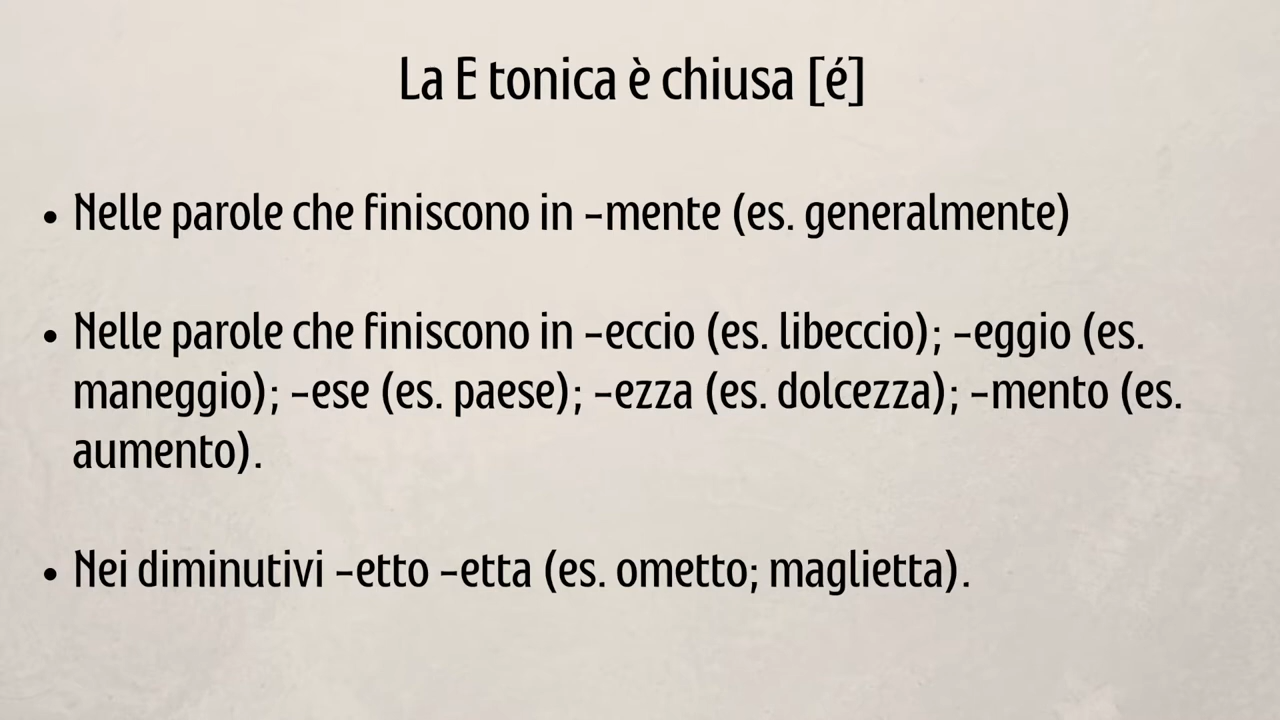 La E tonica è chiusa [é]
• Nelle parole che finiscono in –mente (es. generalmente)
• Nelle parole che finiscono in –eccio (es. libeccio); –eggio (es.
maneggio); –ese (es. paese); –ezza (es. dolcezza); –mento (es.
aumento).
• Nei diminutivi –etto –etta (es. ometto; maglietta).